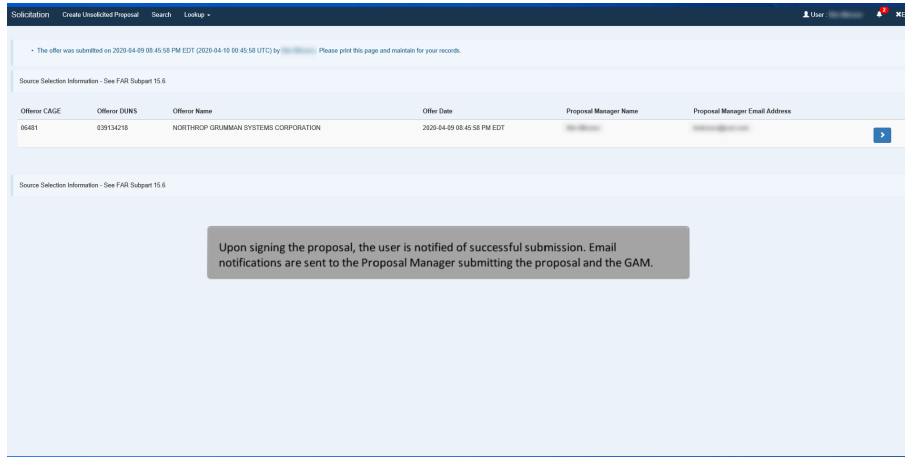 Solicitation Create Unsolicited Proposal Search Lookup User : 2
• The offer was submitted on 2020-04-09 08:45:58 PM EDT (2020-04-10 00:45:58 UTC) by . Please print this page and maintain for your records.
Source Selection Information - See FAR Subpart 15.6
Offeror CAGE Offeror DUNS Offeror Name Offer Date Proposal Manager Name Proposal Manager Email Address
06481 039134218 NORTHROP GRUMMAN SYSTEMS CORPORATION 2020-04-09 08:45:58 PM EDT
Source Selection Information - See FAR Subpart 15.6
Upon signing the proposal, the user is notified of successful submission. Email
notifications are sent to the Proposal Manager submitting the proposal and the GAM.